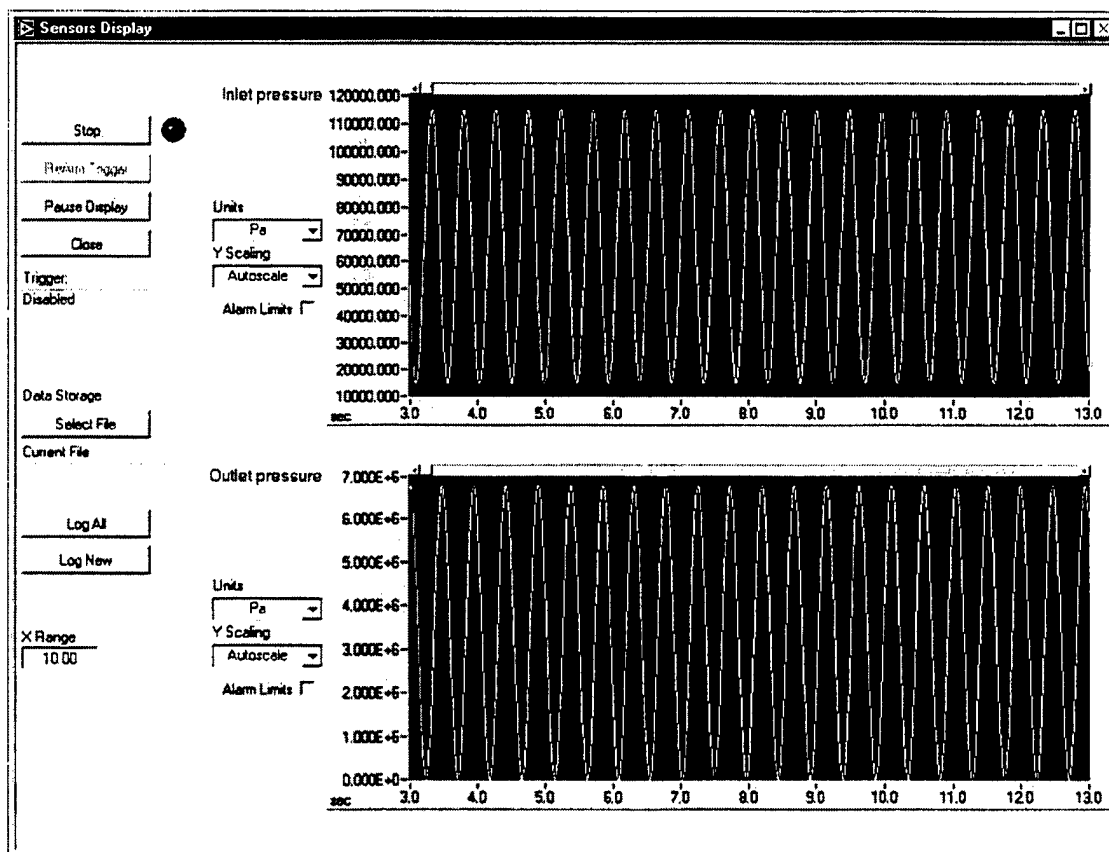 Sensors Display
Inlet pressure
120000.000
110000.000
100000.000
90000.000
80000.000
70000.000
60000.000
50000.000
40000.000
30000.000
20000.000
10000.000
3.0 4.0 5.0 6.0 7.0 8.0 9.0 10.0 11.0 12.0 13.0
sec
Stop
Pause Display
Close
Trigger:
Disabled
Units
Pa
Y Scaling
Autoscale
Alarm Limits
Data Storage
Select File
Current File
Log All
Log New
X Range
10.00
Outlet pressure
7.000E+6
6.000E+6
5.000E+6
4.000E+6
3.000E+6
2.000E+6
1.000E+6
0.000E+0
3.0 4.0 5.0 6.0 7.0 8.0 9.0 10.0 11.0 12.0 13.0
sec
Units
Pa
Y Scaling
Autoscale
Alarm Limits